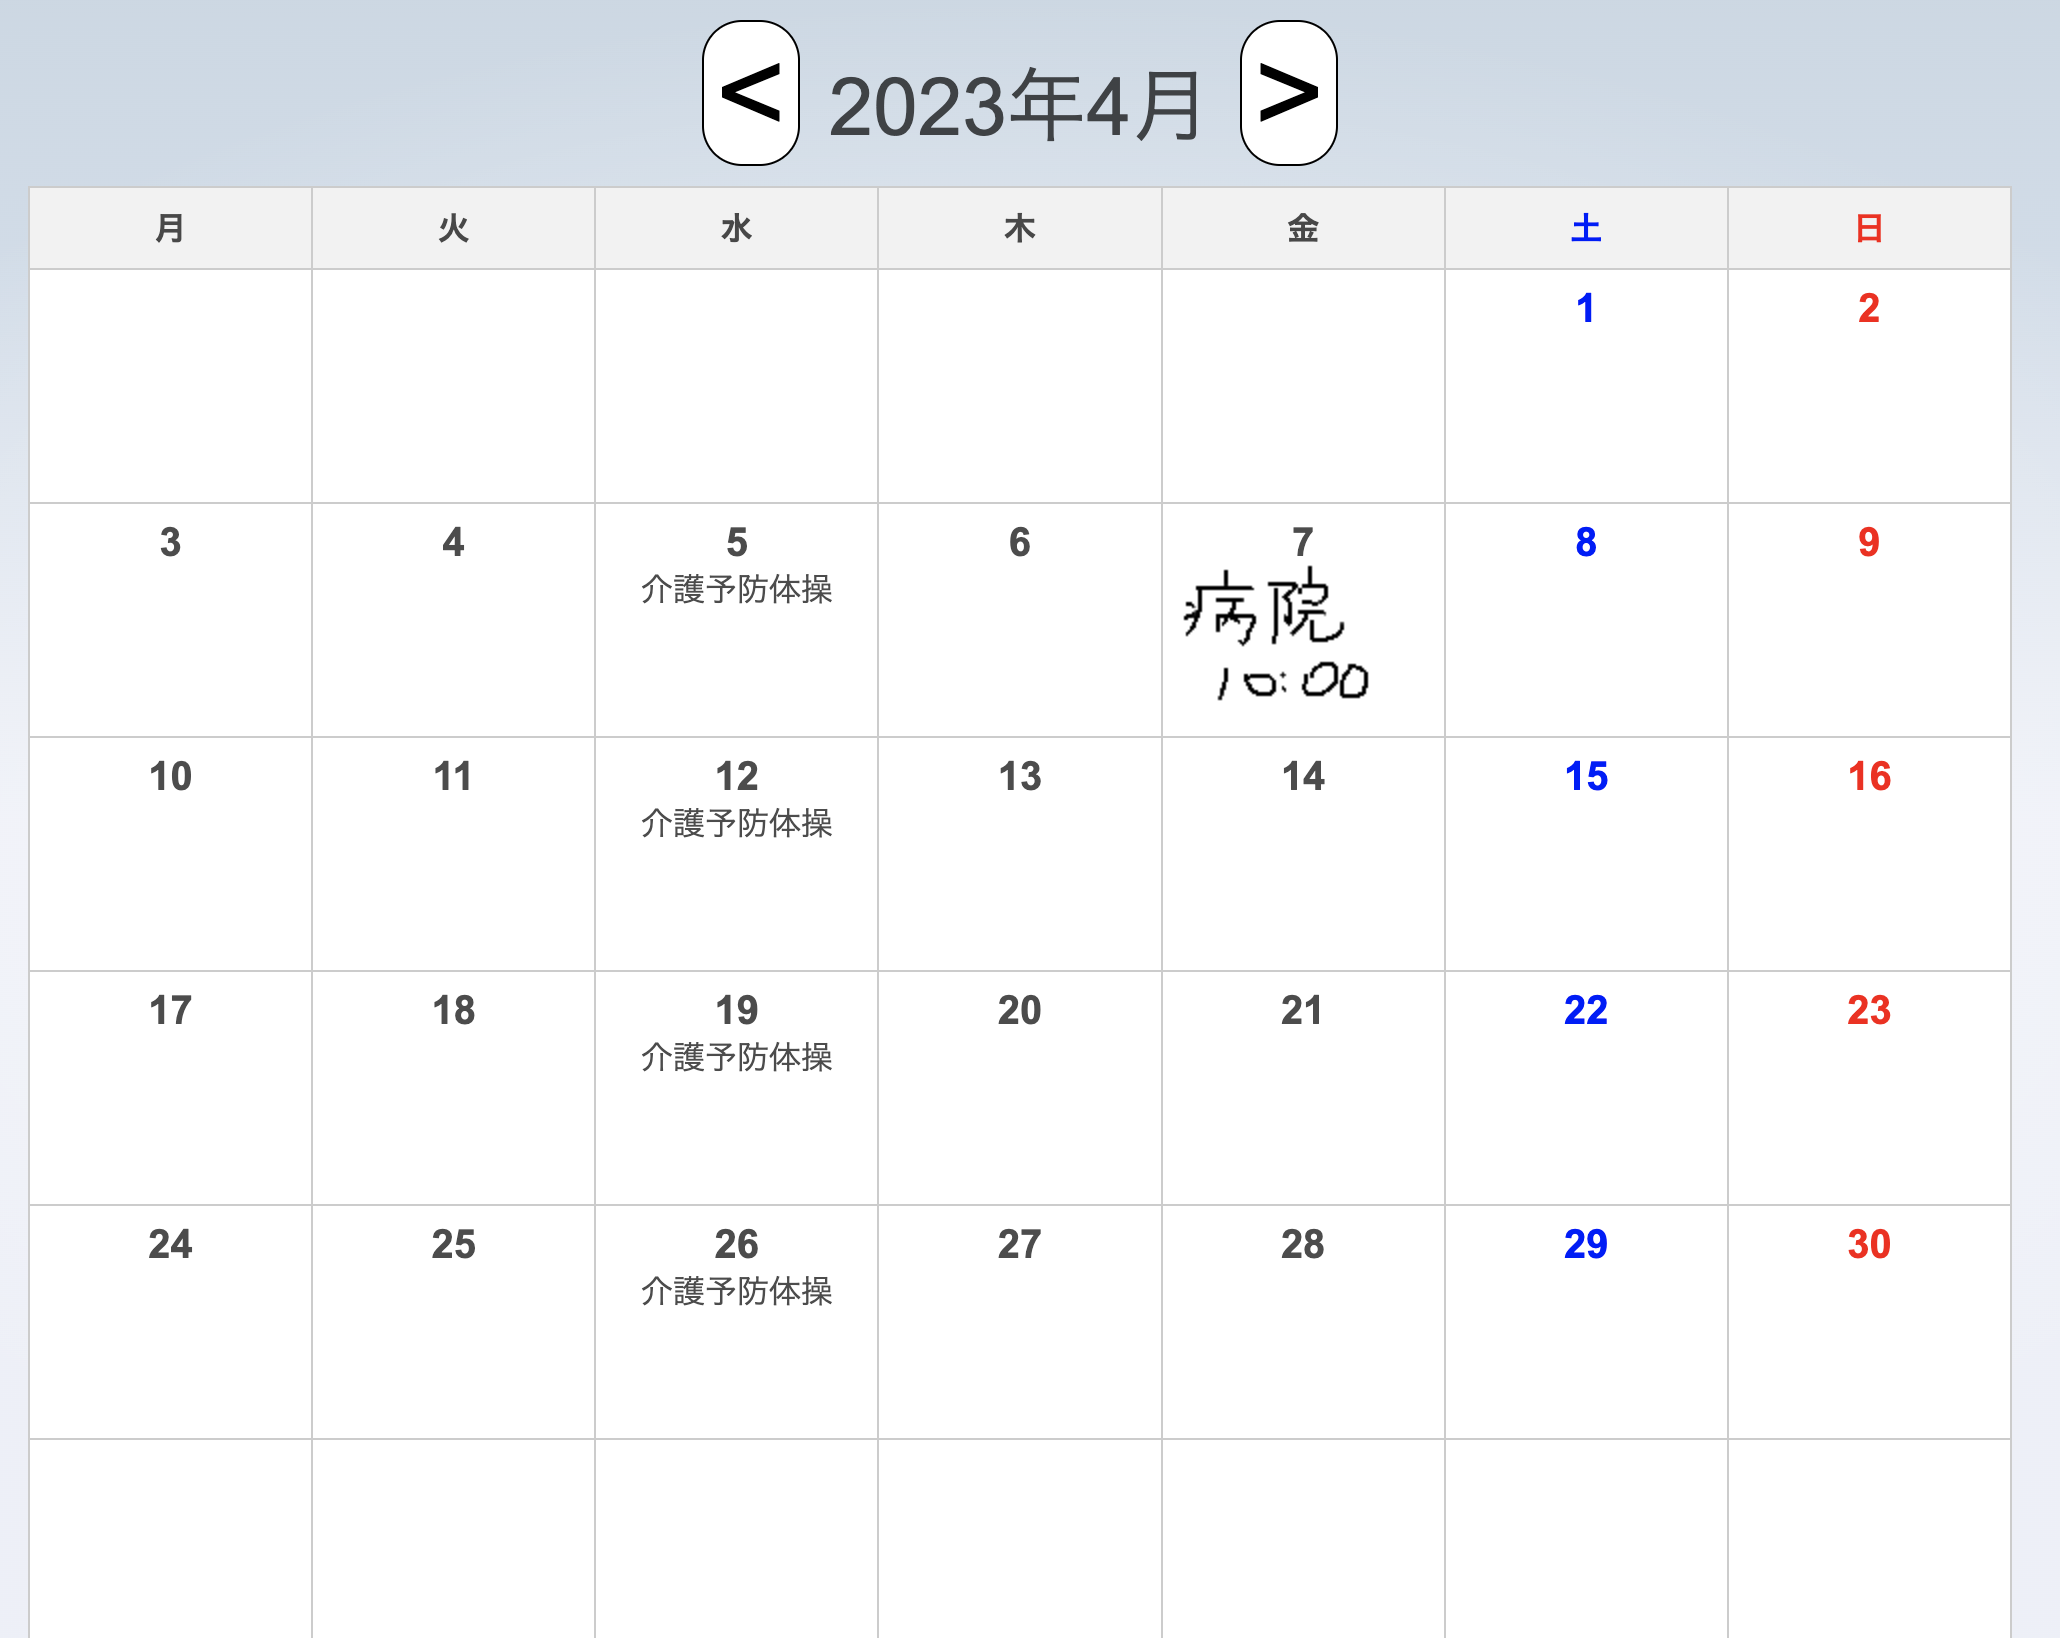 < 2023年4月 >
月 火 水 木 金 土 日
1 2
3 4 5 6 7 8 9
介護予防体操
病院
10:00
10 11 12 13 14 15 16
介護予防体操
17 18 19 20 21 22 23
介護予防体操
24 25 26 27 28 29 30
介護予防体操